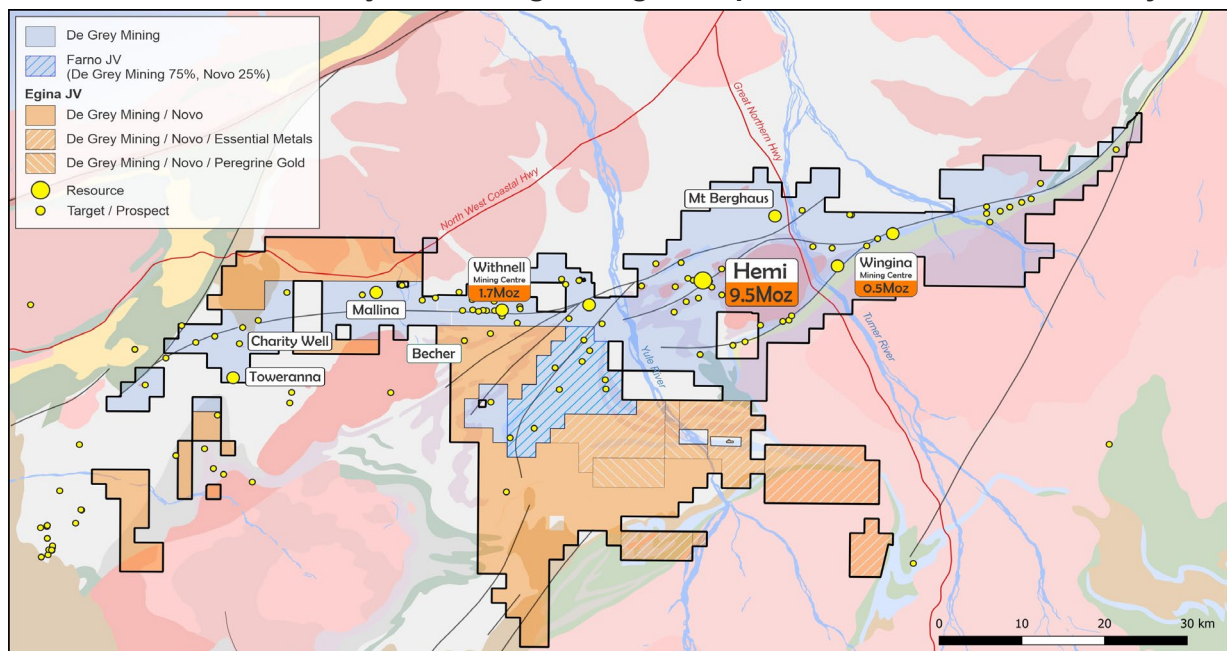 De Grey Mining
Farno JV
(De Grey Mining 75%, Novo 25%)
Egina JV
De Grey Mining / Novo
De Grey Mining / Novo / Essential Metals
De Grey Mining / Novo / Peregrine Gold
Resource
Target / Prospect
North West Coastal Hwy
Great Northern Hwy
Mt Berghaus
Withnell
Mining Centre
1.7Moz
Hemi
9.5Moz
Wingina
Mining Centre
0.5Moz
Mallina
Charity Well
Becher
Toweranna
Yule River
Turner River
0 10 20 30 km